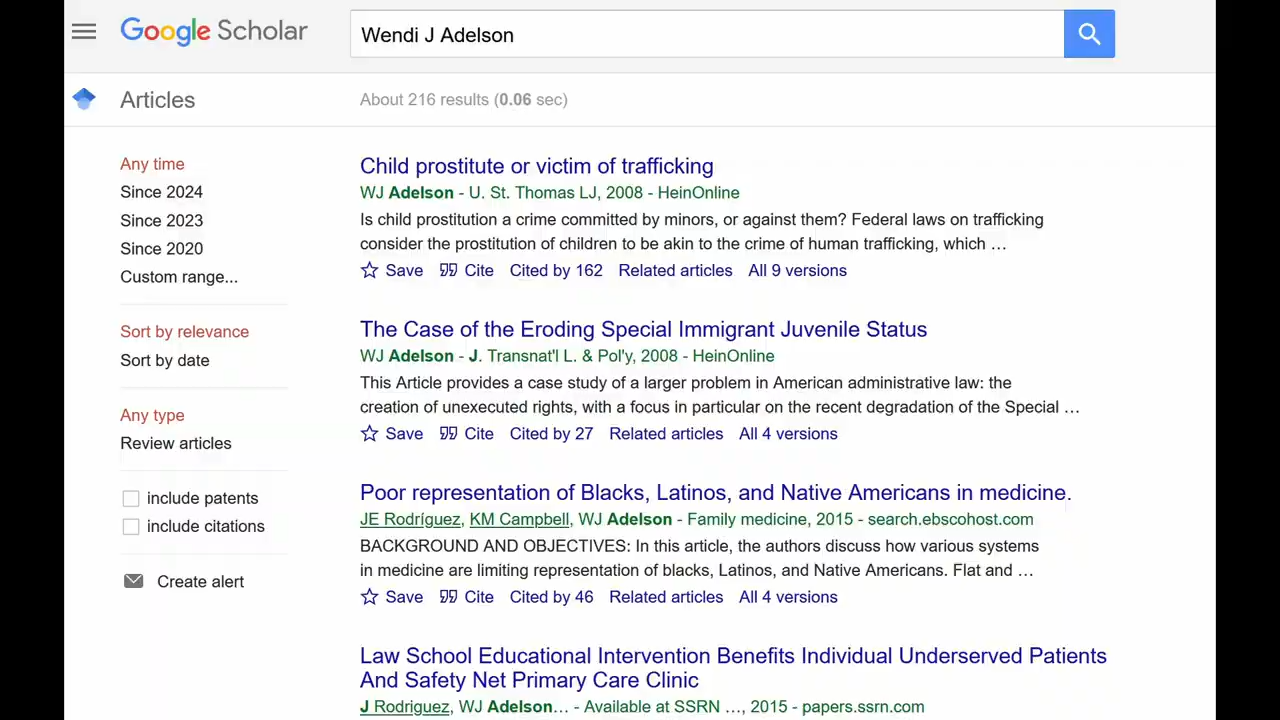 Google Scholar
Wendi J Adelson
Articles
About 216 results (0.06 sec)
Any time
Since 2024
Since 2023
Since 2020
Custom range...
Sort by relevance
Sort by date
Any type
Review articles
include patents
include citations
Create alert
Child prostitute or victim of trafficking
WJ Adelson - U. St. Thomas LJ, 2008 - HeinOnline
Is child prostitution a crime committed by minors, or against them? Federal laws on trafficking
consider the prostitution of children to be akin to the crime of human trafficking, which …
Save Cite Cited by 162 Related articles All 9 versions
The Case of the Eroding Special Immigrant Juvenile Status
WJ Adelson - J. Transnat'l L. & Pol'y, 2008 - HeinOnline
This Article provides a case study of a larger problem in American administrative law: the
creation of unexecuted rights, with a focus in particular on the recent degradation of the Special …
Save Cite Cited by 27 Related articles All 4 versions
Poor representation of Blacks, Latinos, and Native Americans in medicine.
JE Rodríguez, KM Campbell, WJ Adelson - Family medicine, 2015 - search.ebscohost.com
BACKGROUND AND OBJECTIVES: In this article, the authors discuss how various systems
in medicine are limiting representation of blacks, Latinos, and Native Americans. Flat and …
Save Cite Cited by 46 Related articles All 4 versions
Law School Educational Intervention Benefits Individual Underserved Patients
And Safety Net Primary Care Clinic
J Rodriguez, WJ Adelson… - Available at SSRN …, 2015 - papers.ssrn.com